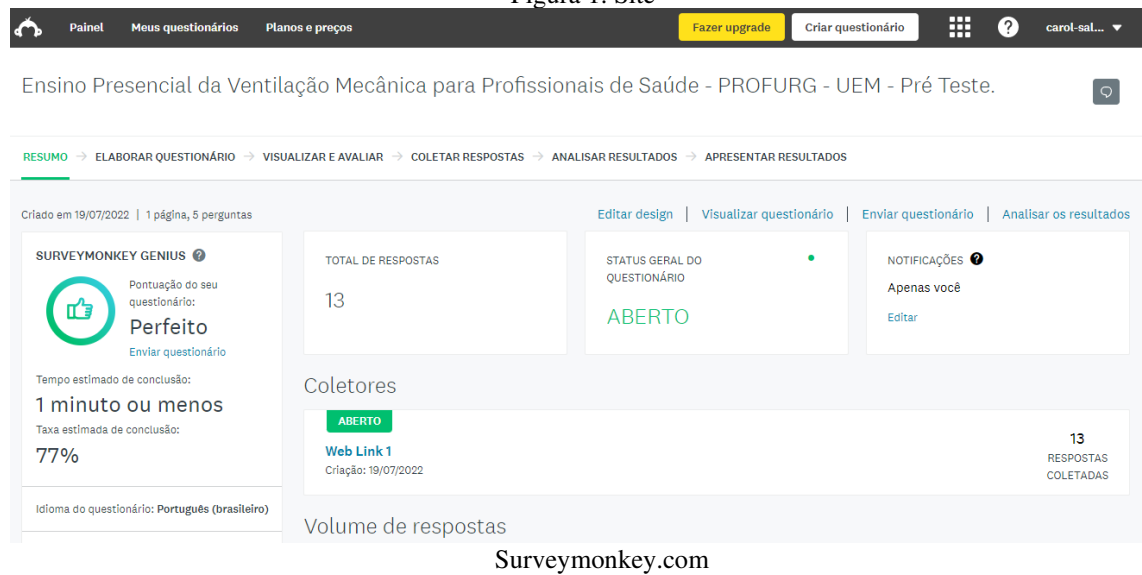 Figura 1: Site
Painel Meus questionários Planos e preços Fazer upgrade Criar questionário ? carol-sal...
Ensino Presencial da Ventilação Mecânica para Profissionais de Saúde - PROFURG - UEM - Pré Teste.
RESUMO → ELABORAR QUESTIONÁRIO → VISUALIZAR E AVALIAR → COLETAR RESPOSTAS → ANALISAR RESULTADOS → APRESENTAR RESULTADOS
Criado em 19/07/2022 | 1 página, 5 perguntas
Editar design | Visualizar questionário | Enviar questionário | Analisar os resultados
SURVEYMONKEY GENIUS ?
Pontuação do seu
questionário:
Perfeito
Enviar questionário
Tempo estimado de conclusão:
1 minuto ou menos
Taxa estimada de conclusão:
77%
Idioma do questionário: Português (brasileiro)
TOTAL DE RESPOSTAS
13
STATUS GERAL DO
QUESTIONÁRIO
ABERTO
NOTIFICAÇÕES ?
Apenas você
Editar
Coletores
ABERTO
Web Link 1
Criação: 19/07/2022
13
RESPOSTAS
COLETADAS
Volume de respostas
Surveymonkey.com